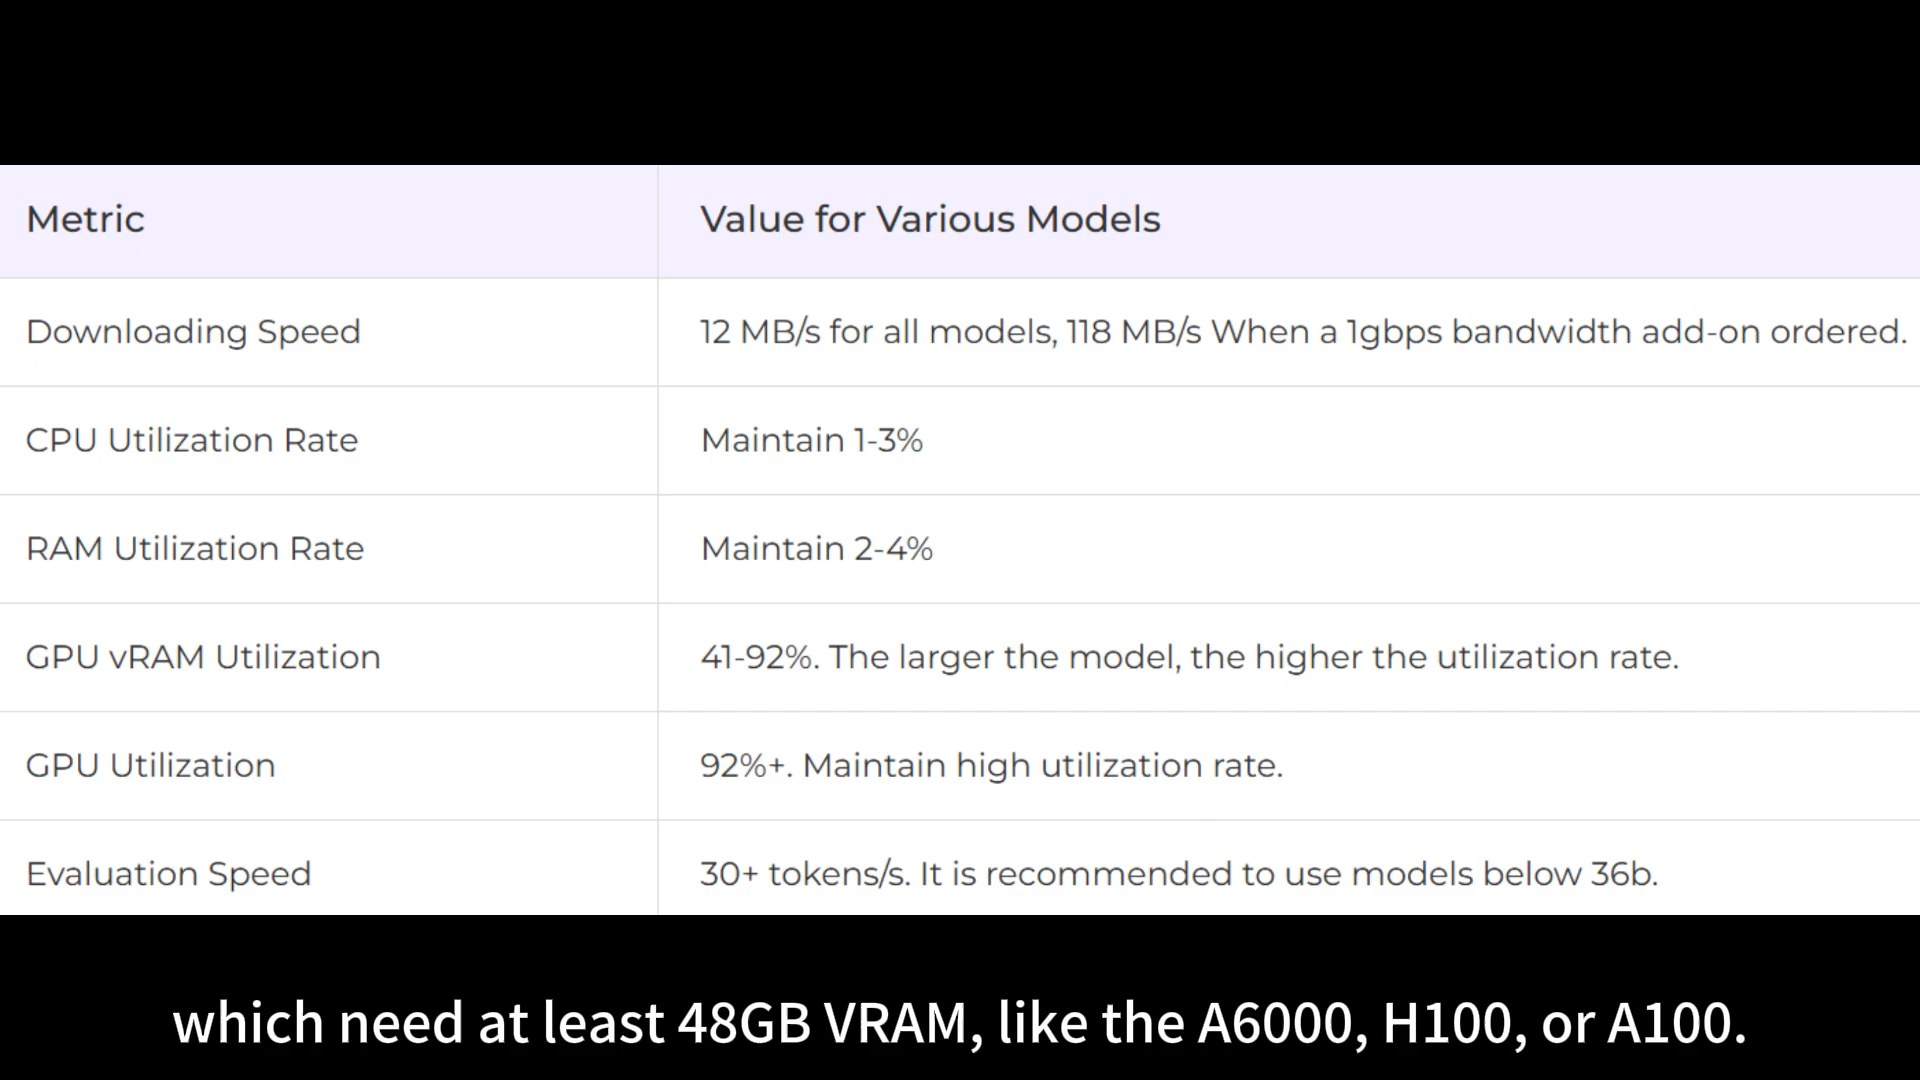 Metric Value for Various Models
Downloading Speed 12 MB/s for all models, 118 MB/s When a 1gbps bandwidth add-on ordered.
CPU Utilization Rate Maintain 1-3%
RAM Utilization Rate Maintain 2-4%
GPU vRAM Utilization 41-92%. The larger the model, the higher the utilization rate.
GPU Utilization 92%+. Maintain high utilization rate.
Evaluation Speed 30+ tokens/s. It is recommended to use models below 36b.
which need at least 48GB VRAM, like the A6000, H100, or A100.